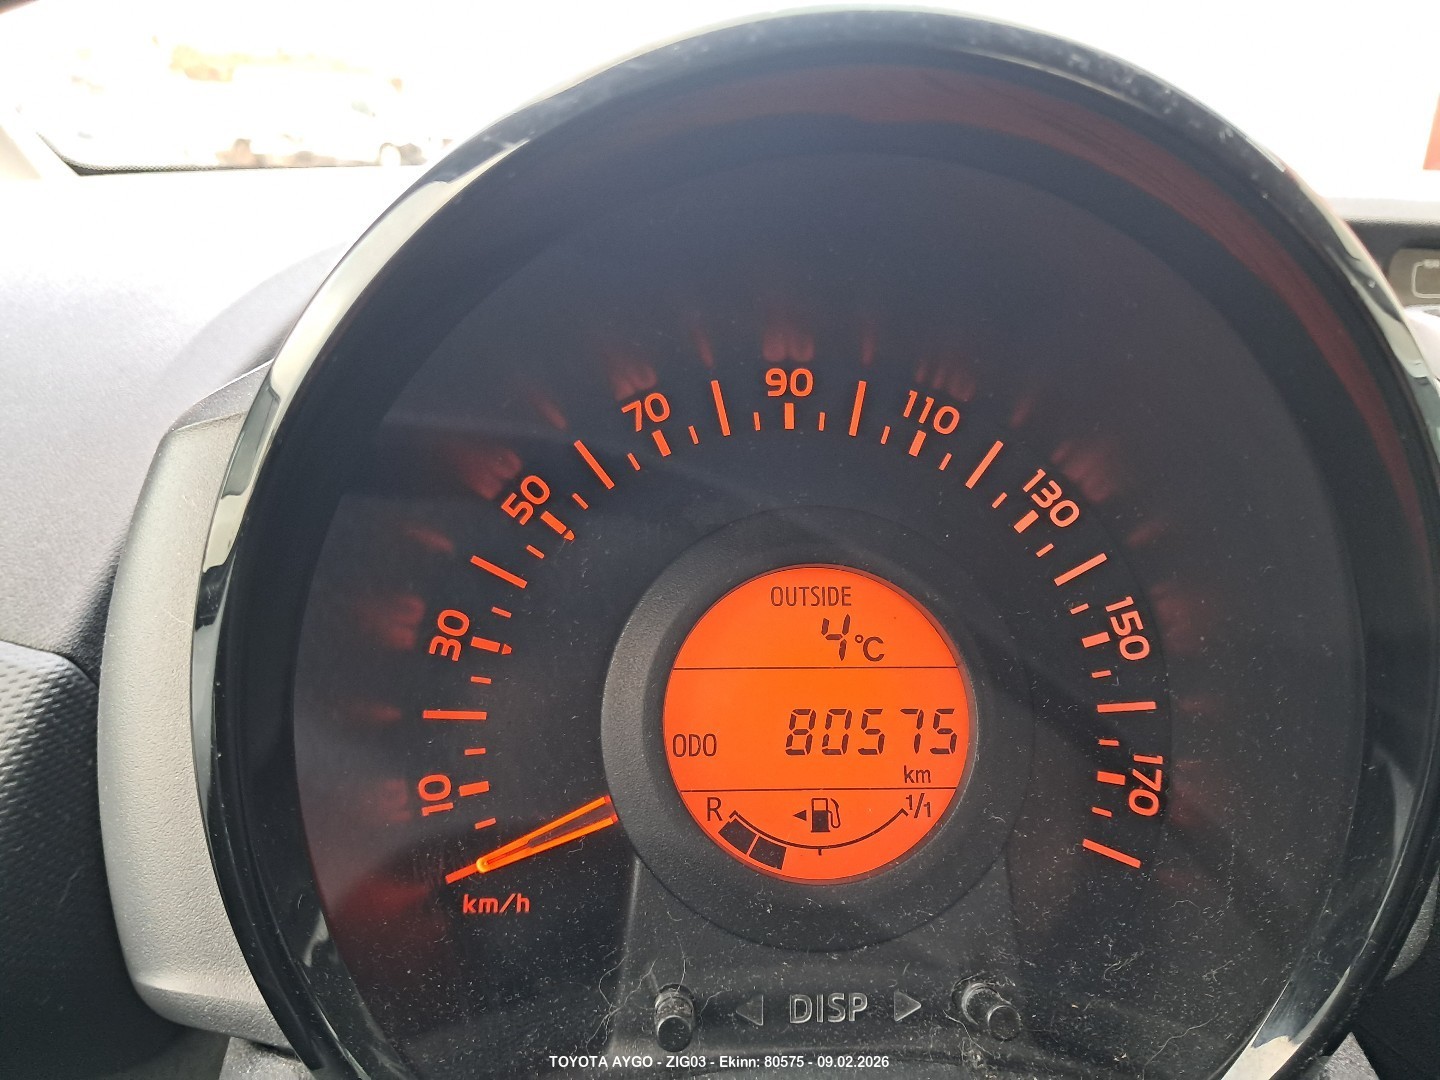 10
30
50
70
90
110
130
150
170
km/h
OUTSIDE
4°C
ODO 80575
km
R 1/1
DISP
TOYOTA AYGO - ZIG03 - Ekinn: 80575 - 09.02.2026